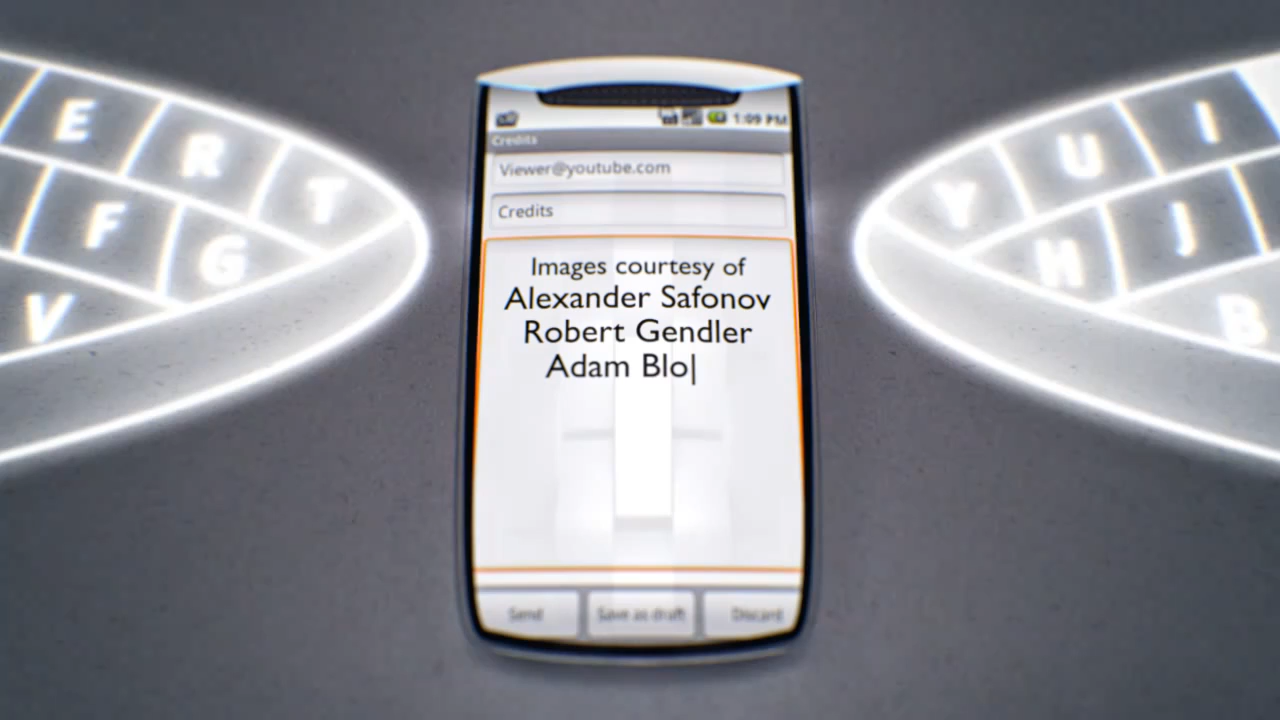 E R T
F G
V
Y U I
H J
B
1:09 PM
Credits
Viewer@youtube.com
Credits
Images courtesy of
Alexander Safonov
Robert Gendler
Adam Blo
Send
Save as draft
Discard